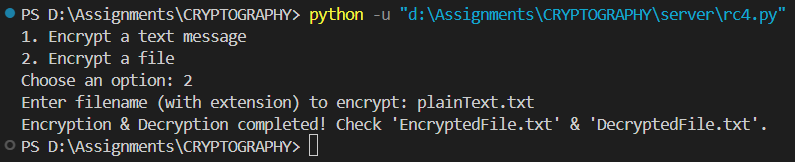 PS D:\Assignments\CRYPTOGRAPHY> python -u "d:\Assignments\CRYPTOGRAPHY\server\rc4.py"
1. Encrypt a text message
2. Encrypt a file
Choose an option: 2
Enter filename (with extension) to encrypt: plainText.txt
Encryption & Decryption completed! Check 'EncryptedFile.txt' & 'DecryptedFile.txt'.
PS D:\Assignments\CRYPTOGRAPHY>